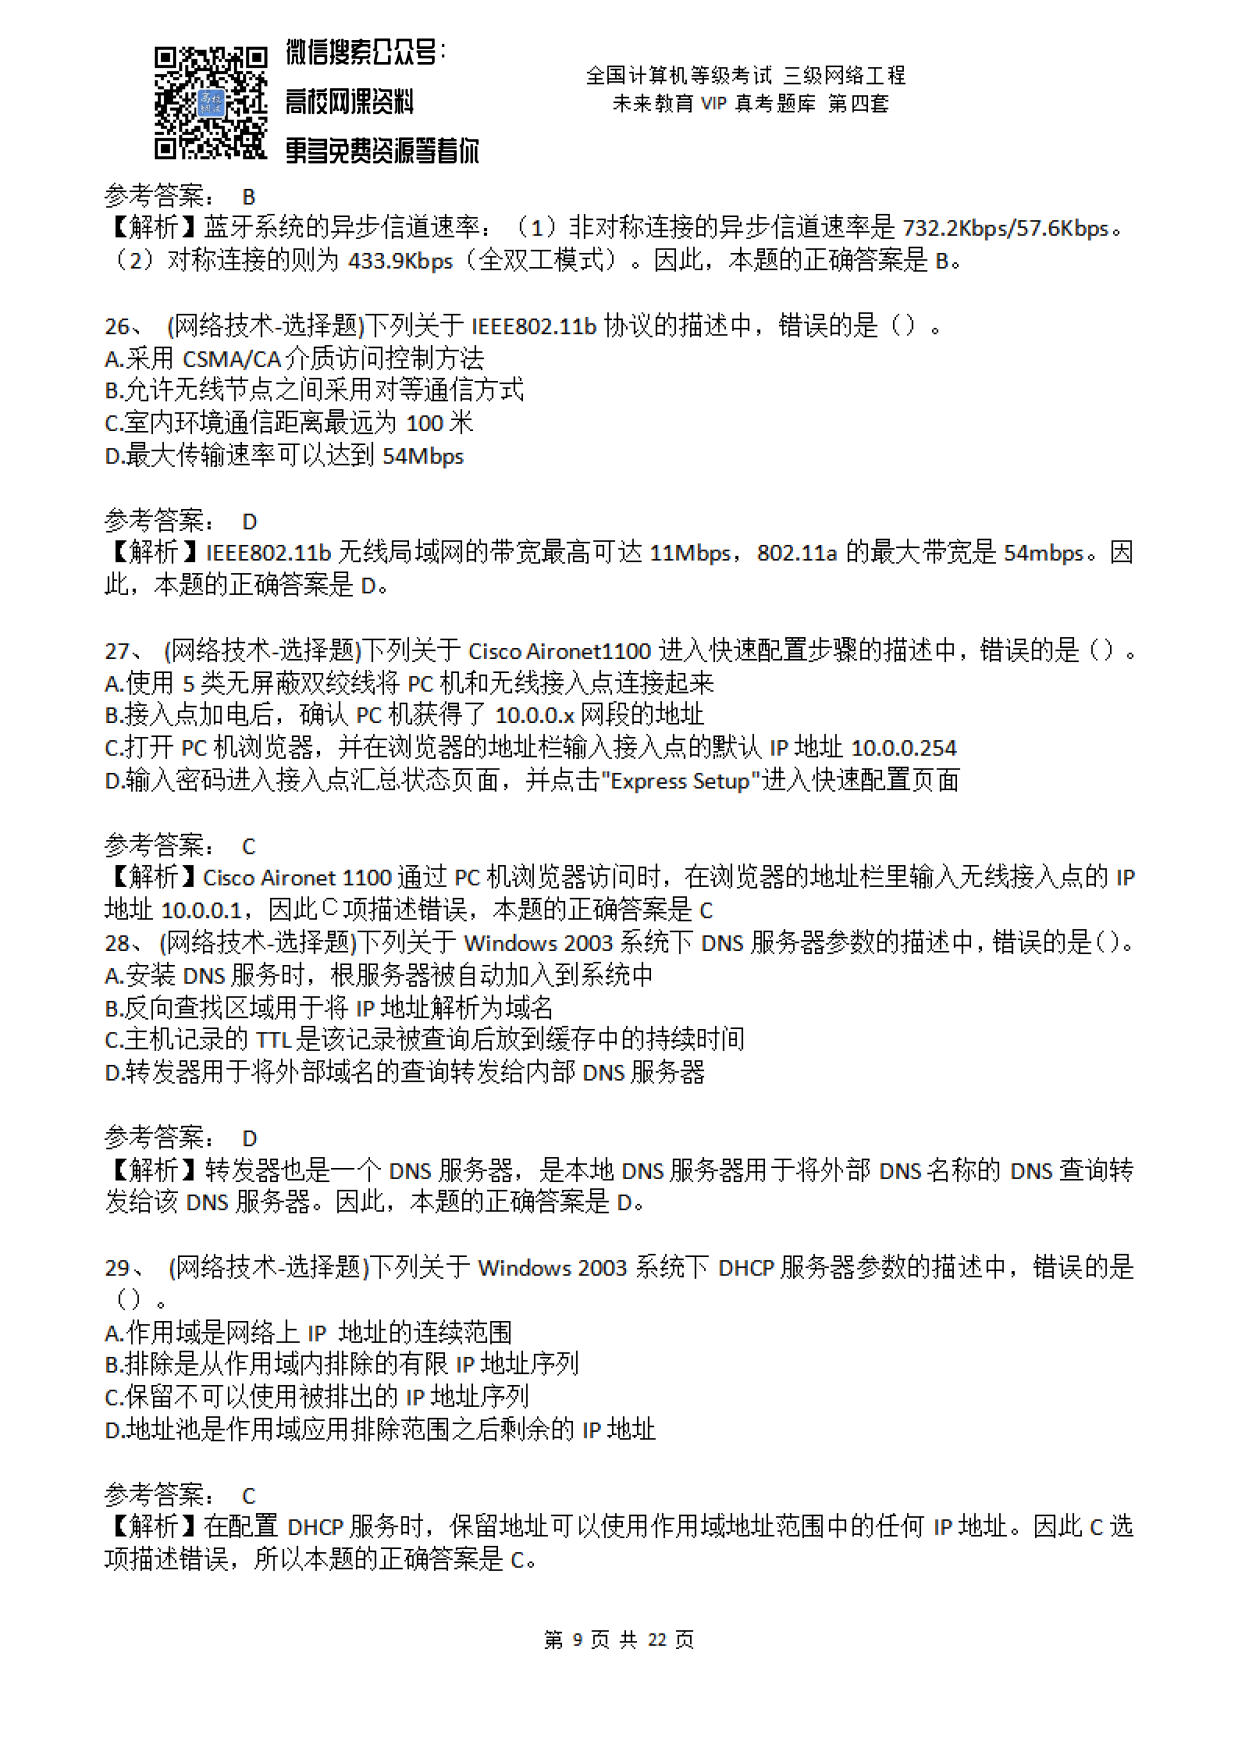 微信搜索公众号：
高校网课资料
更多免费资源等着你
全国计算机等级考试 三级网络工程
未来教育 VIP 真考题库 第四套
参考答案： B
【解析】蓝牙系统的异步信道速率：（1）非对称连接的异步信道速率是 732.2Kbps/57.6Kbps。
（2）对称连接的则为 433.9Kbps（全双工模式）。因此，本题的正确答案是 B。
26、 (网络技术-选择题)下列关于 IEEE802.11b 协议的描述中，错误的是（）。
A.采用 CSMA/CA 介质访问控制方法
B.允许无线节点之间采用对等通信方式
C.室内环境通信距离最远为 100 米
D.最大传输速率可以达到 54Mbps
参考答案： D
【解析】IEEE802.11b 无线局域网的带宽最高可达 11Mbps，802.11a 的最大带宽是 54mbps。因
此，本题的正确答案是 D。
27、 (网络技术-选择题)下列关于 Cisco Aironet1100 进入快速配置步骤的描述中，错误的是（）。
A.使用 5 类无屏蔽双绞线将 PC 机和无线接入点连接起来
B.接入点加电后，确认 PC 机获得了 10.0.0.x 网段的地址
C.打开 PC 机浏览器，并在浏览器的地址栏输入接入点的默认 IP 地址 10.0.0.254
D.输入密码进入接入点汇总状态页面，并点击"Express Setup"进入快速配置页面
参考答案： C
【解析】Cisco Aironet 1100 通过 PC 机浏览器访问时，在浏览器的地址栏里输入无线接入点的 IP
地址 10.0.0.1，因此Ｃ项描述错误，本题的正确答案是 C
28、 (网络技术-选择题)下列关于 Windows 2003 系统下 DNS 服务器参数的描述中，错误的是（）。
A.安装 DNS 服务时，根服务器被自动加入到系统中
B.反向查找区域用于将 IP 地址解析为域名
C.主机记录的 TTL 是该记录被查询后放到缓存中的持续时间
D.转发器用于将外部域名的查询转发给内部 DNS 服务器
参考答案： D
【解析】转发器也是一个 DNS 服务器，是本地 DNS 服务器用于将外部 DNS 名称的 DNS 查询转
发给该 DNS 服务器。因此，本题的正确答案是 D。
29、 (网络技术-选择题)下列关于 Windows 2003 系统下 DHCP 服务器参数的描述中，错误的是
（）。
A.作用域是网络上 IP 地址的连续范围
B.排除是从作用域内排除的有限 IP 地址序列
C.保留不可以使用被排出的 IP 地址序列
D.地址池是作用域应用排除范围之后剩余的 IP 地址
参考答案： C
【解析】在配置 DHCP 服务时，保留地址可以使用作用域地址范围中的任何 IP 地址。因此 C 选
项描述错误，所以本题的正确答案是 C。
第 9 页 共 22 页